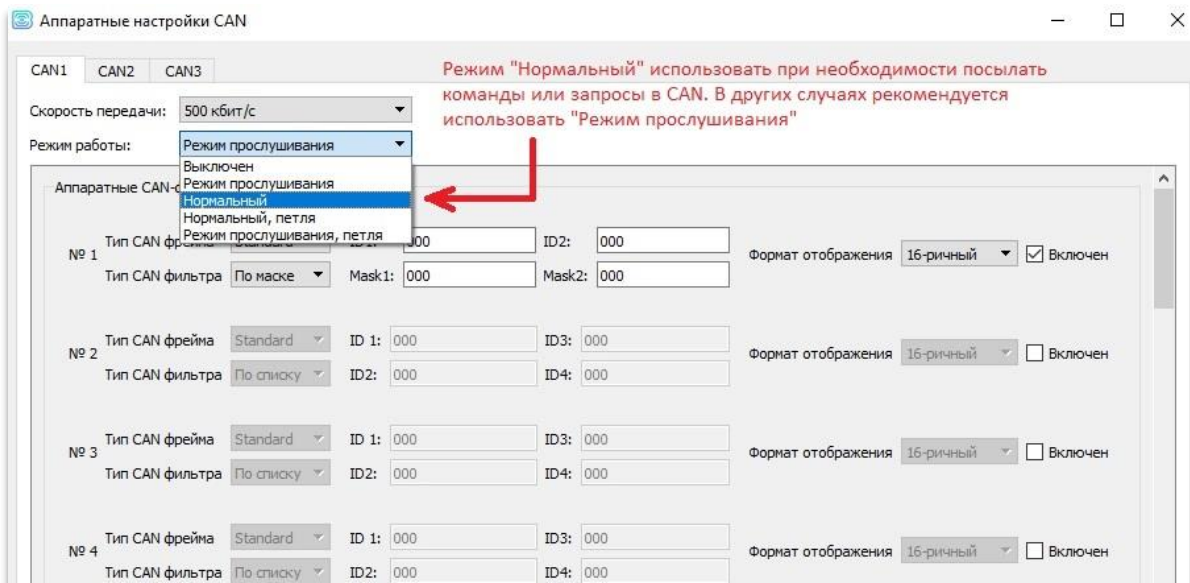 Аппаратные настройки CAN
CAN1 CAN2 CAN3
Режим "Нормальный" использовать при необходимости посылать
команды или запросы в CAN. В других случаях рекомендуется
использовать "Режим прослушивания"
Скорость передачи: 500 кбит/с
Режим работы: Режим прослушивания
Выключен
Режим прослушивания
Нормальный
Нормальный, петля
Режим прослушивания, петля
Аппаратные CAN-
№ 1
Тип CAN фрейма 000 ID2: 000
Тип CAN фильтра По маске Mask1: 000 Mask2: 000
Формат отображения 16-ричный Включен
№ 2
Тип CAN фрейма Standard ID 1: 000 ID3: 000
Тип CAN фильтра По списку ID2: 000 ID4: 000
Формат отображения 16-ричный Включен
№ 3
Тип CAN фрейма Standard ID 1: 000 ID3: 000
Тип CAN фильтра По списку ID2: 000 ID4: 000
Формат отображения 16-ричный Включен
№ 4
Тип CAN фрейма Standard ID 1: 000 ID3: 000
Тип CAN фильтра По списку ID2: 000 ID4: 000
Формат отображения 16-ричный Включен